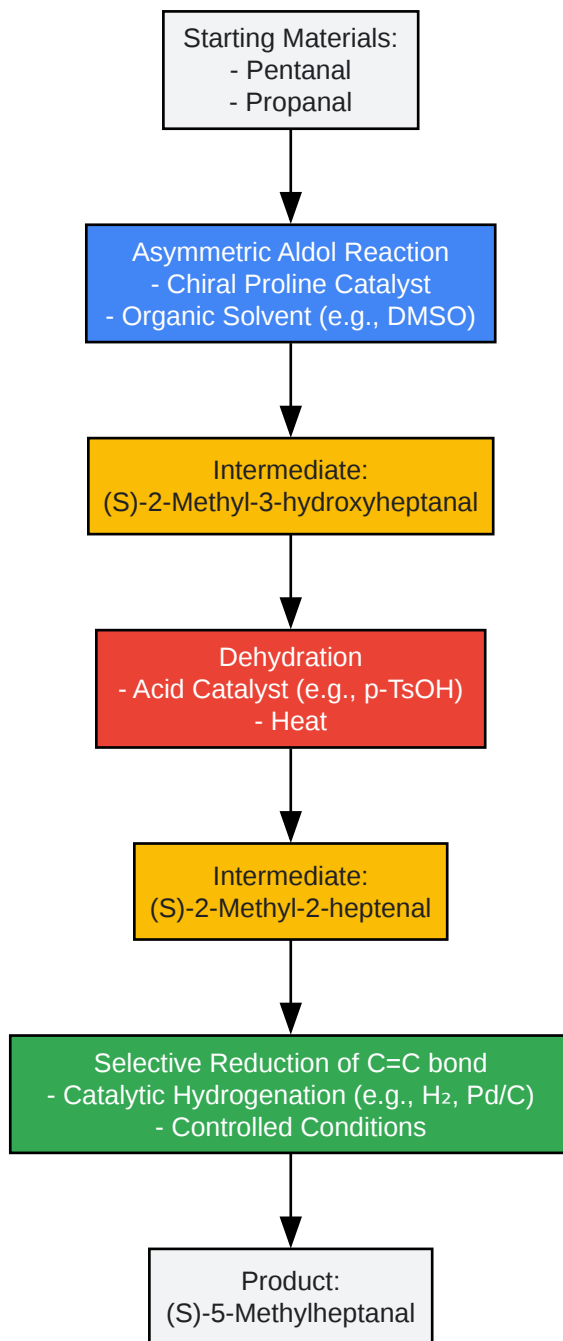 Starting Materials:
- Pentanal
- Propanal
Asymmetric Aldol Reaction
- Chiral Proline Catalyst
- Organic Solvent (e.g., DMSO)
Intermediate:
(S)-2-Methyl-3-hydroxyheptanal
Dehydration
- Acid Catalyst (e.g., p-TsOH)
- Heat
Intermediate:
(S)-2-Methyl-2-heptenal
Selective Reduction of C=C bond
- Catalytic Hydrogenation (e.g., H₂, Pd/C)
- Controlled Conditions
Product:
(S)-5-Methylheptanal